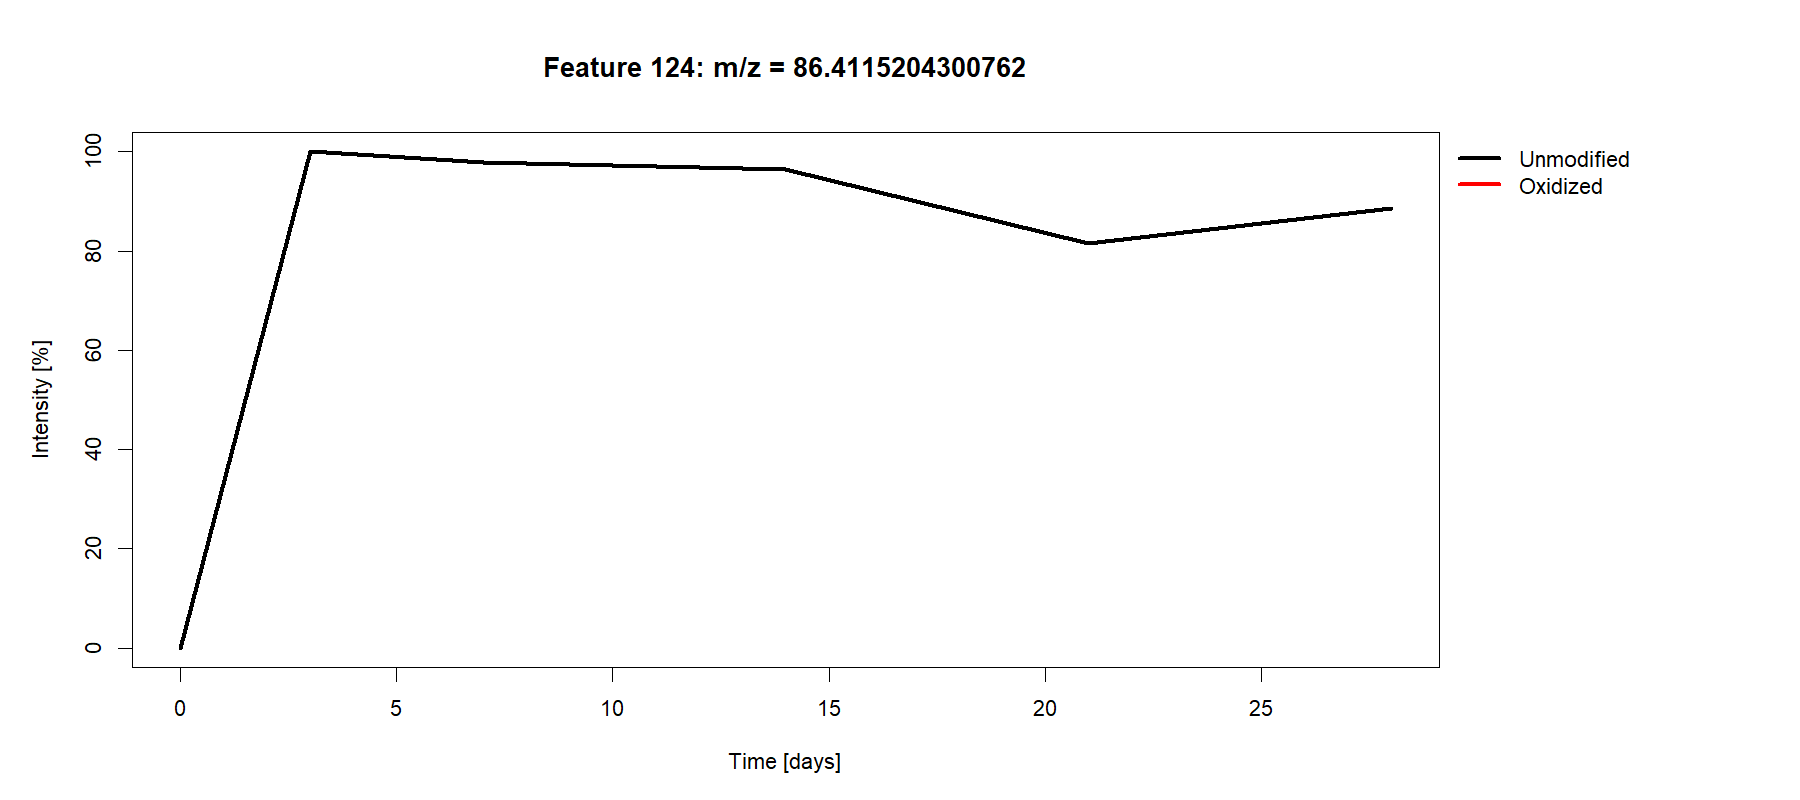 Feature 124: m/z = 86.4115204300762
Unmodified
Oxidized
Intensity [%]
100
80
60
40
20
0
0 5 10 15 20 25
Time [days]